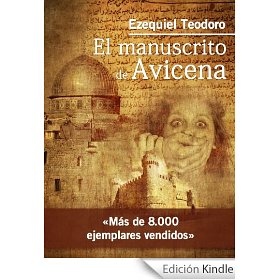 Ezequiel Teodoro
El manuscrito
de Avicena
«Más de 8.000
ejemplares vendidos»
Edición Kindle